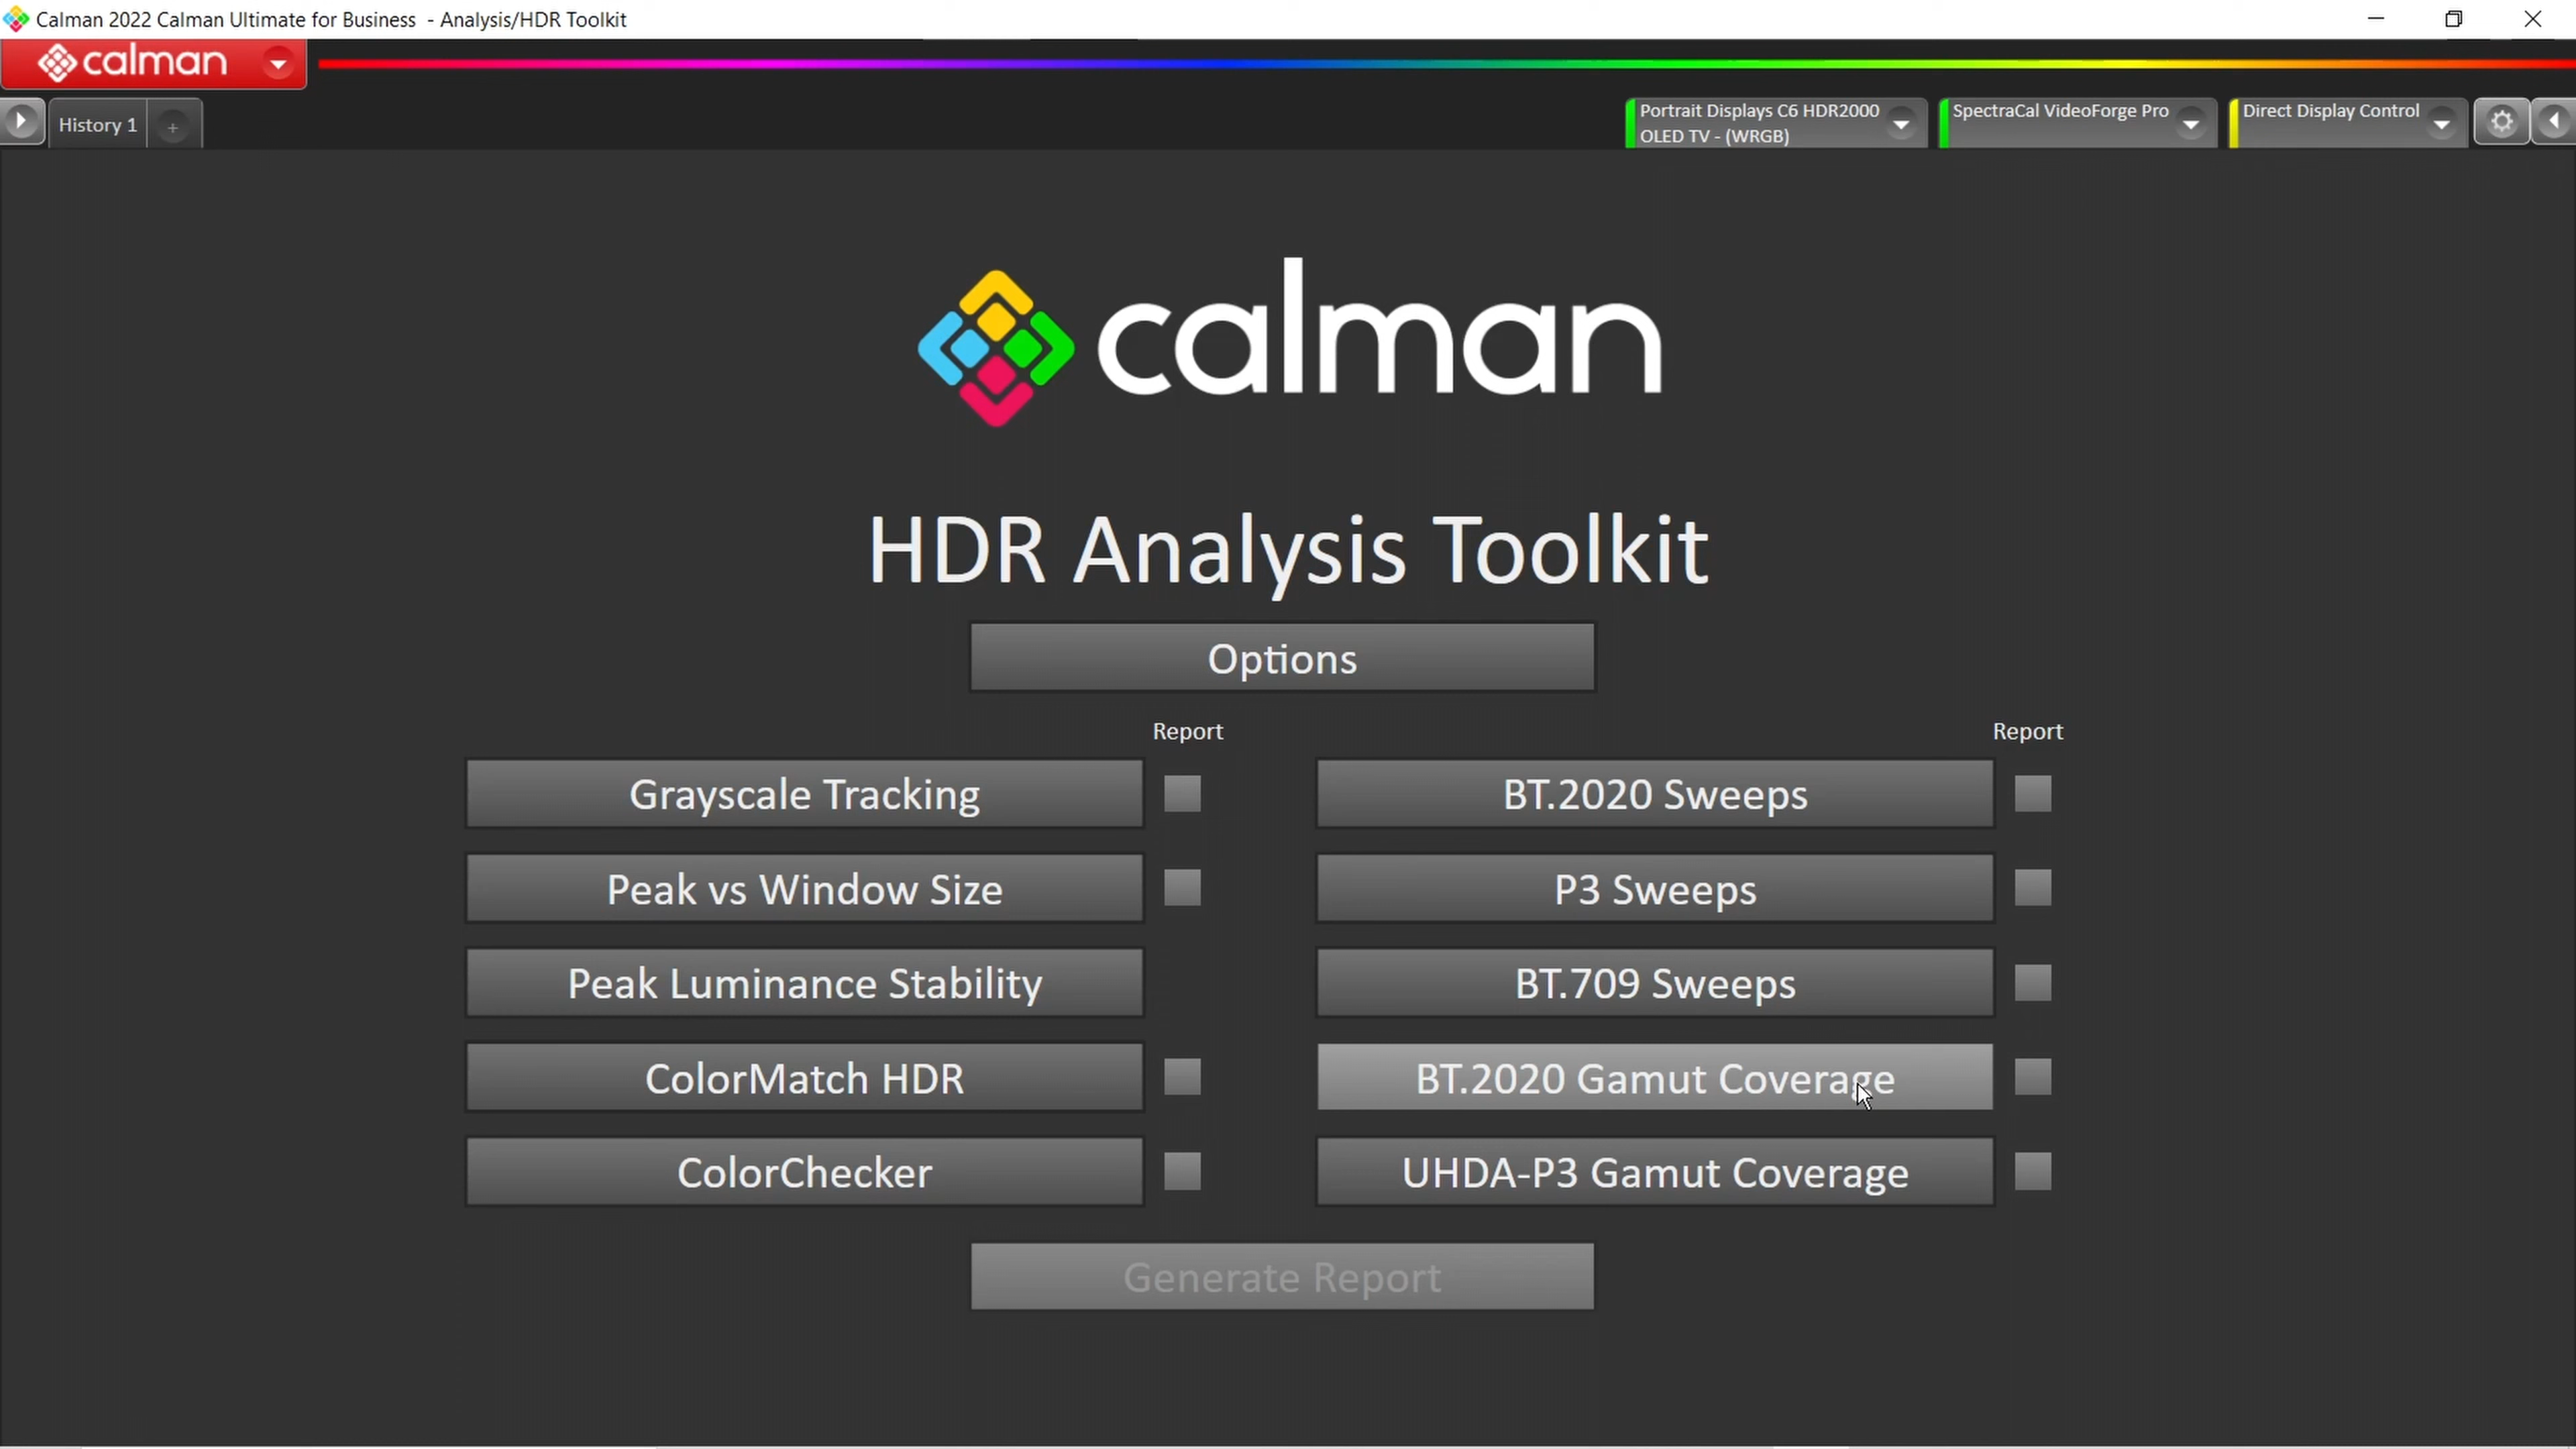 Calman 2022 Calman Ultimate for Business - Analysis/HDR Toolkit
calman
History 1 +
Portrait Displays C6 HDR2000
OLED TV - (WRGB)
SpectraCal VideoForge Pro
Direct Display Control
calman
HDR Analysis Toolkit
Options
Report
Report
Grayscale Tracking
BT.2020 Sweeps
Peak vs Window Size
P3 Sweeps
Peak Luminance Stability
BT.709 Sweeps
ColorMatch HDR
BT.2020 Gamut Coverage
ColorChecker
UHDA-P3 Gamut Coverage
Generate Report